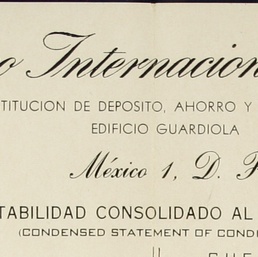 o Internacion
TITUCION DE DEPOSITO, AHORRO Y
EDIFICIO GUARDIOLA
México 1, D. F
TABILIDAD CONSOLIDADO AL
(CONDENSED STATEMENT OF COND